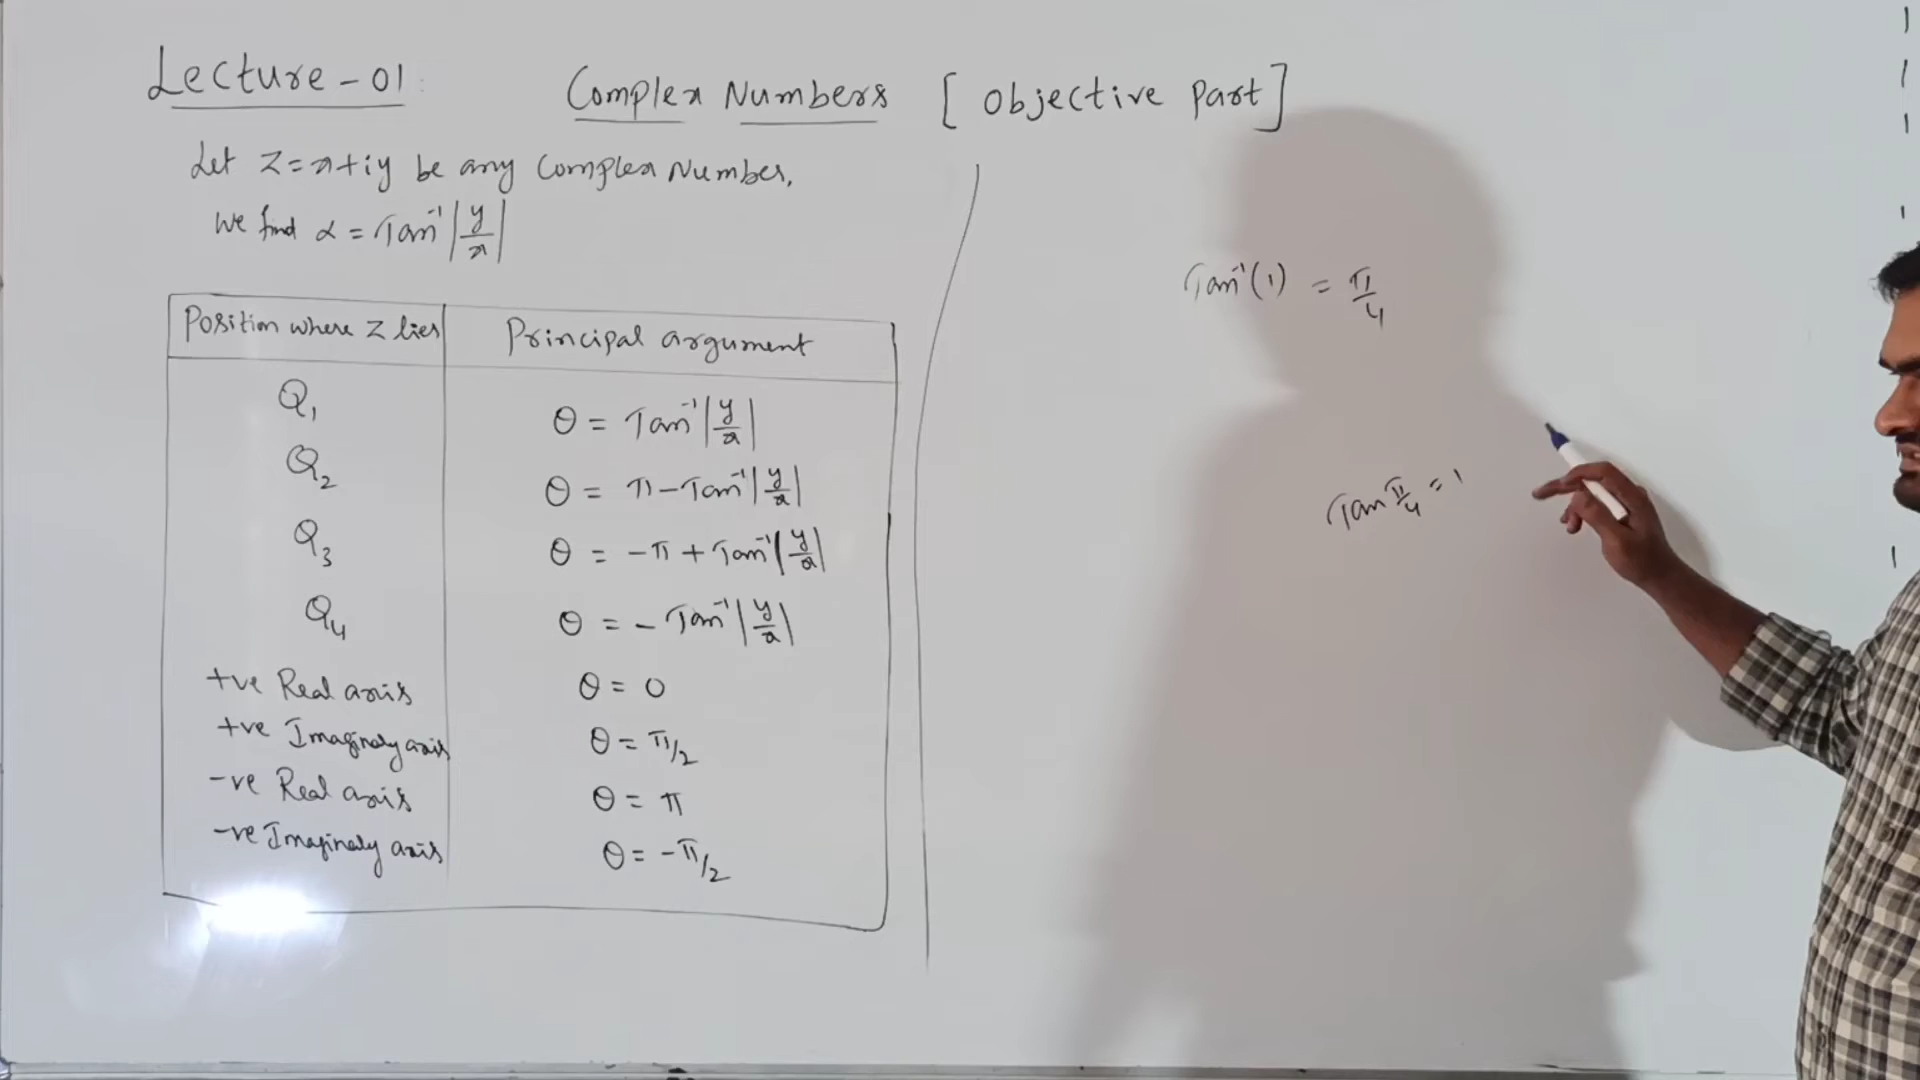 Lecture-01:
Complex Numbers [Objective Part]
Let z=x+iy be any Complex Number,
We find α = Tan⁻¹|y/x|
Position where z lies | Principal argument
Q₁ θ = Tan⁻¹|y/x|
Q₂ θ = π-Tan⁻¹|y/x|
Q₃ θ = -π + Tan⁻¹|y/x|
Q₄ θ = - Tan⁻¹|y/x|
+ve Real axis θ = 0
+ve Imaginary axis θ = π/2
-ve Real axis θ = π
-ve Imaginary axis θ = -π/2
Tan⁻¹(1) = π/4
Tan π/4 = 1